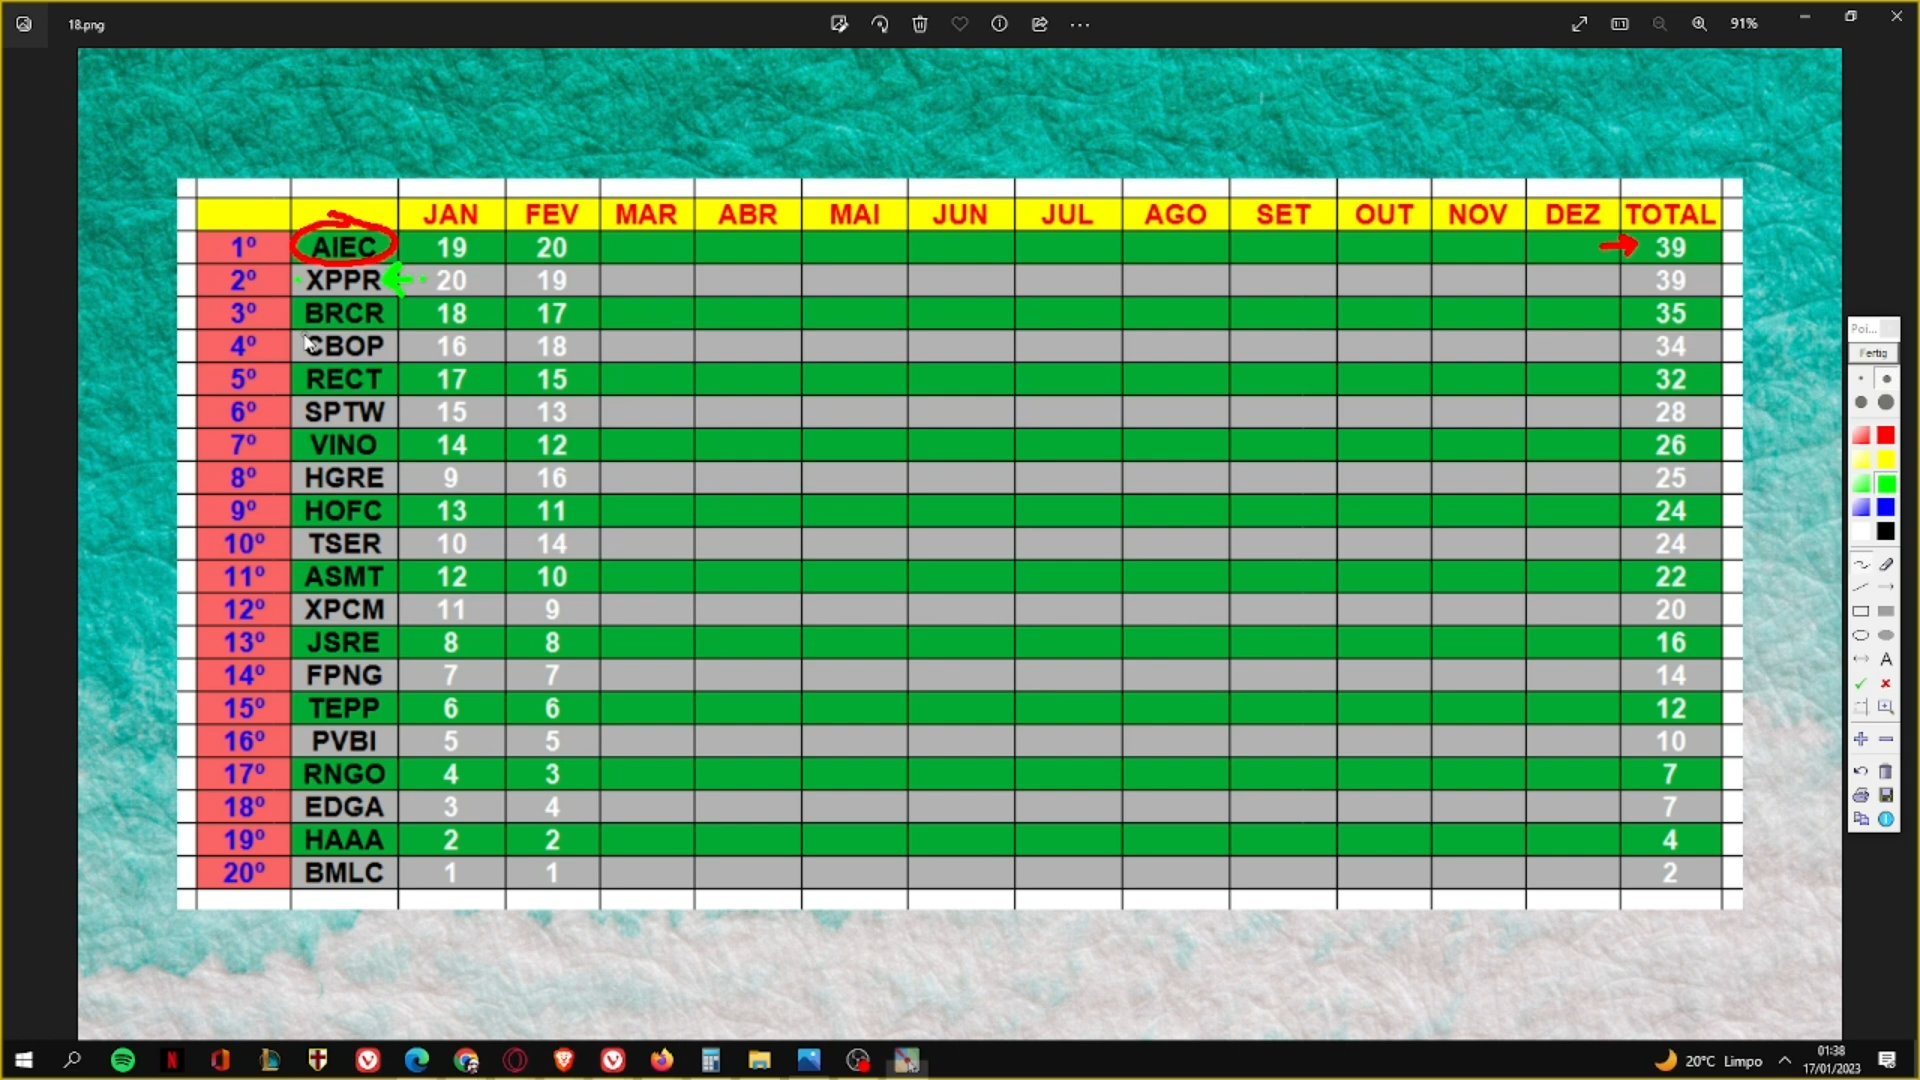 18.png
91%
JAN FEV MAR ABR MAI JUN JUL AGO SET OUT NOV DEZ TOTAL
1º AIEC 19 20 39
2º XPPR 20 19 39
3º BRCR 18 17 35
4º CBOP 16 18 34
5º RECT 17 15 32
6º SPTW 15 13 28
7º VINO 14 12 26
8º HGRE 9 16 25
9º HOFC 13 11 24
10º TSER 10 14 24
11º ASMT 12 10 22
12º XPCM 11 9 20
13º JSRE 8 8 16
14º FPNG 7 7 14
15º TEPP 6 6 12
16º PVBI 5 5 10
17º RNGO 4 3 7
18º EDGA 3 4 7
19º HAAA 2 2 4
20º BMLC 1 1 2
Poi...
Fertig
A
20°C Limpo
01:38
17/01/2023